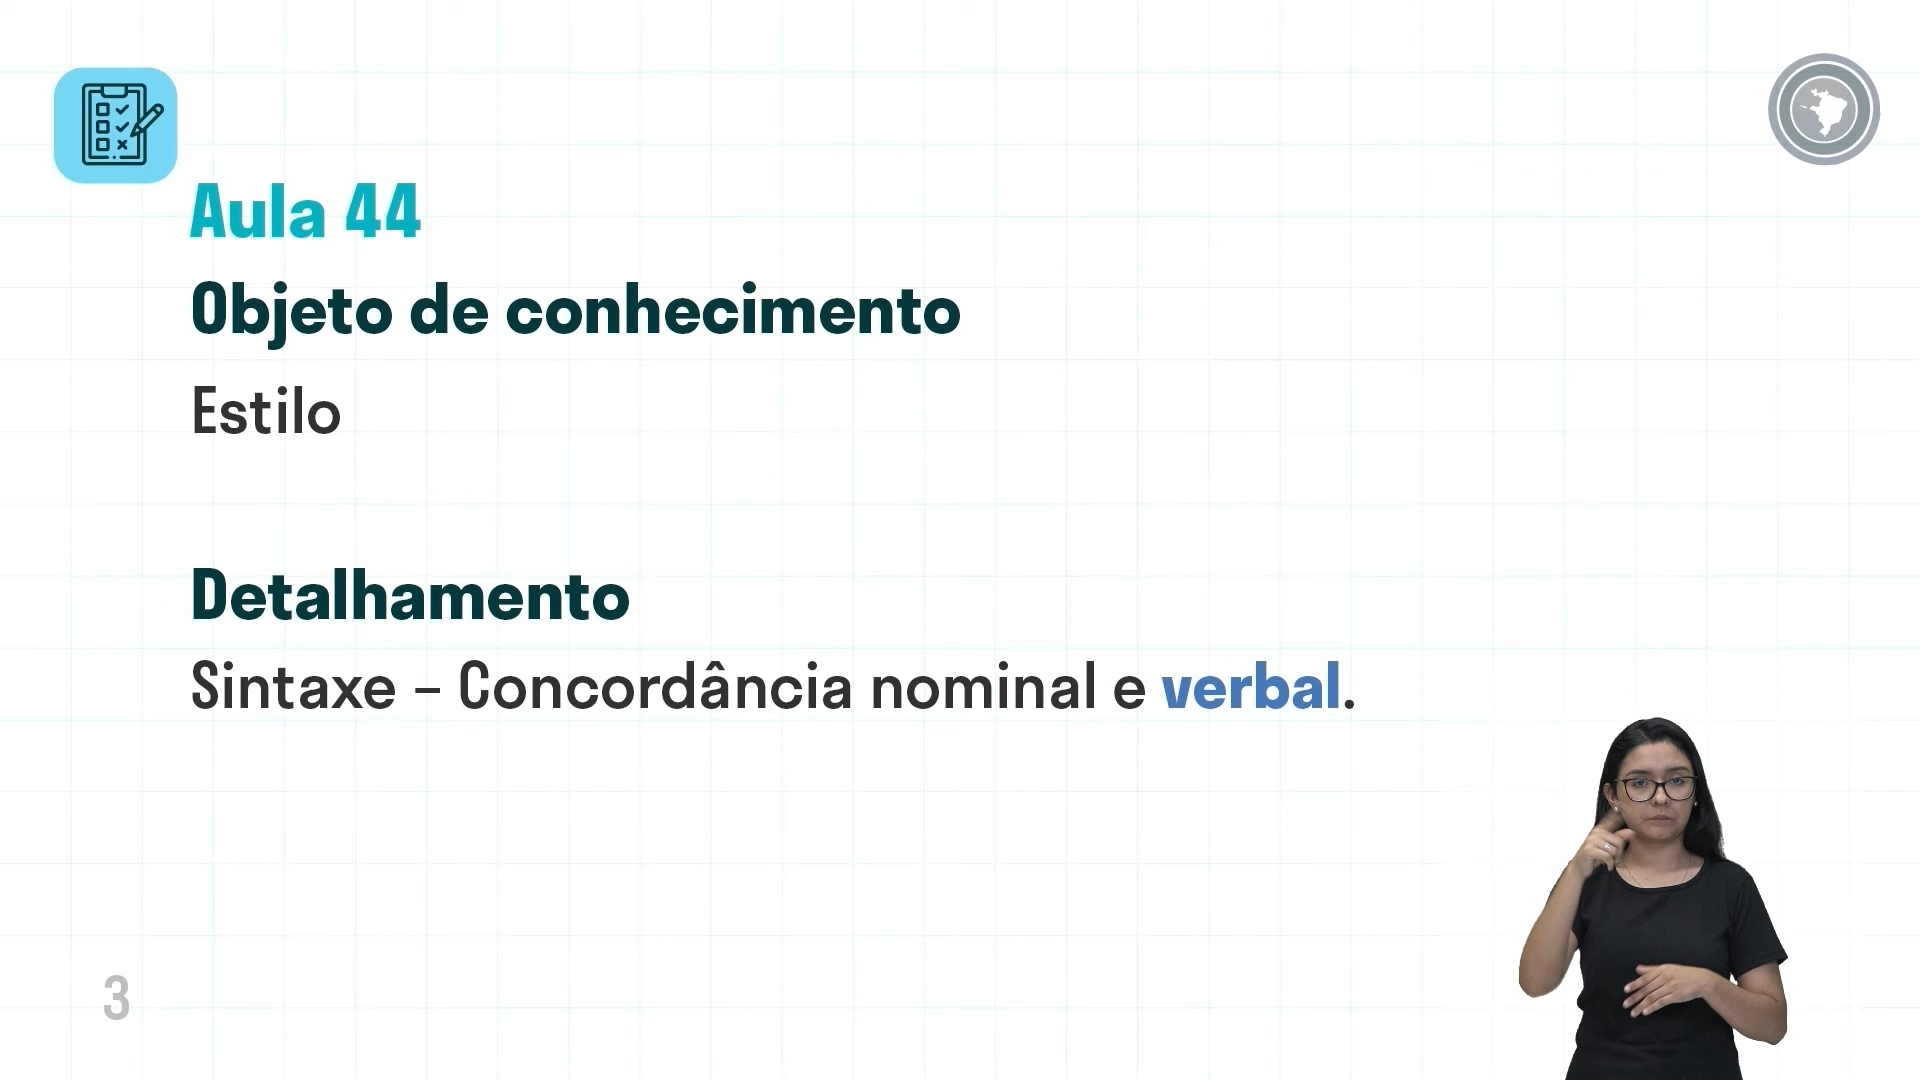 Aula 44
Objeto de conhecimento
Estilo
Detalhamento
Sintaxe – Concordância nominal e verbal.
3